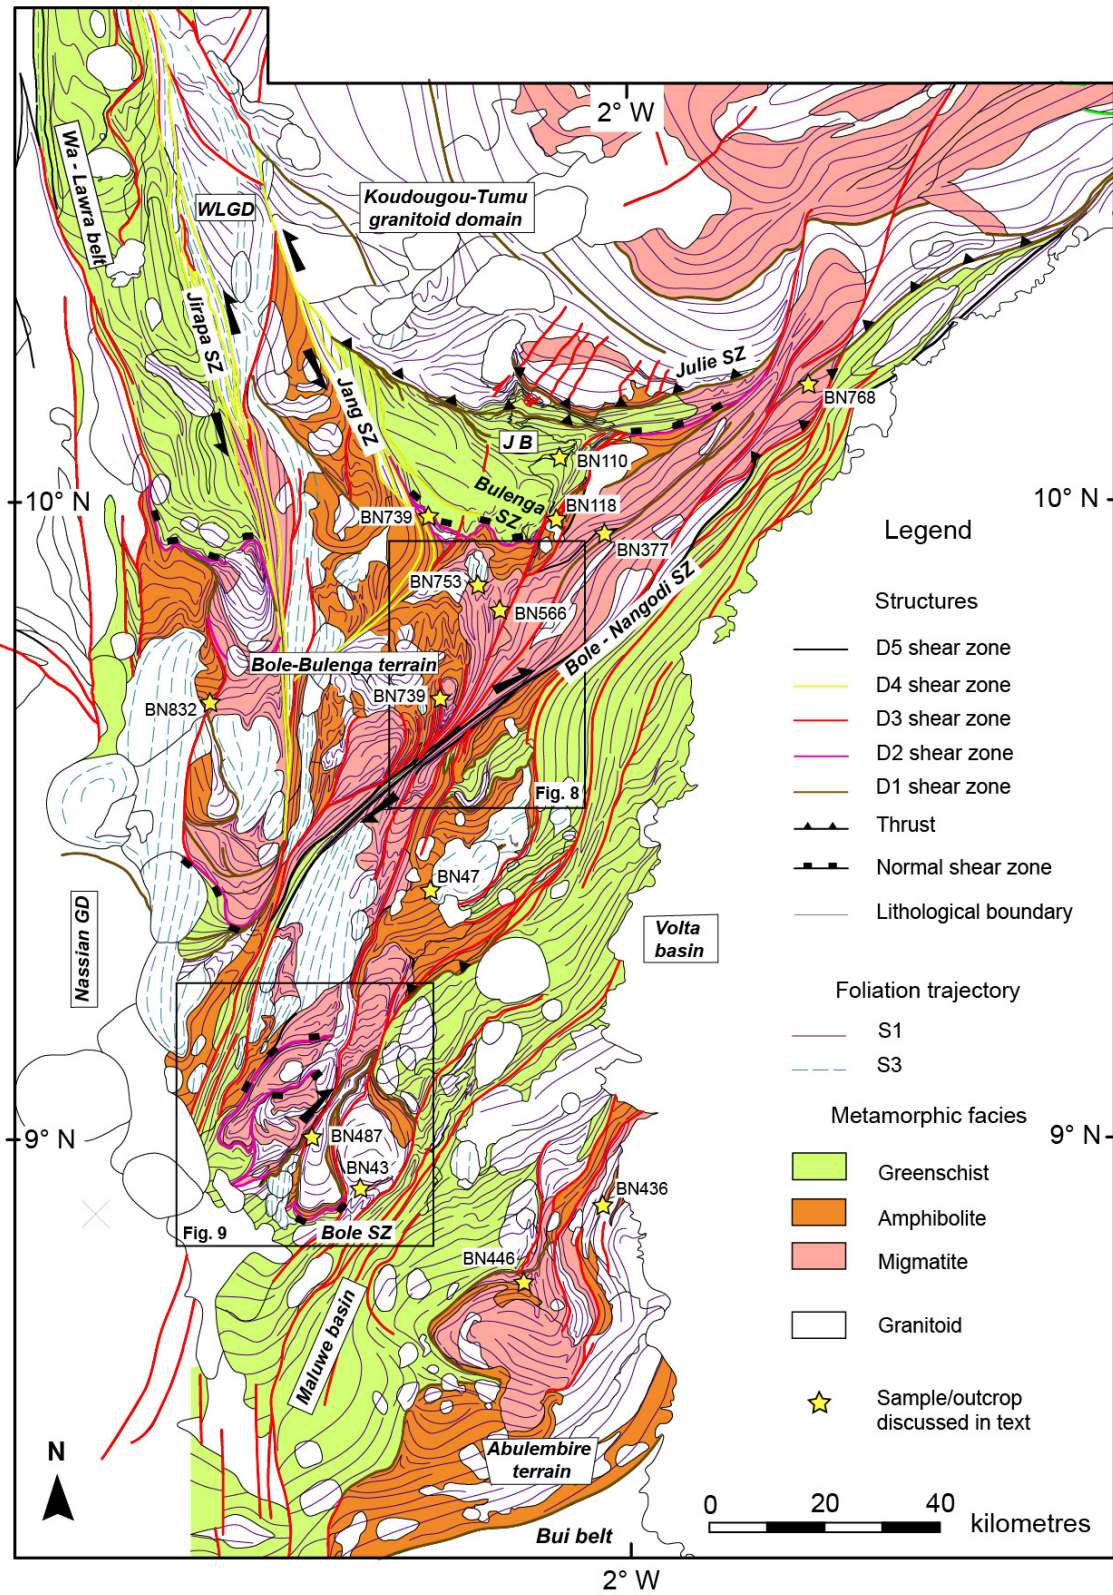 2° W
Wa - Lawra belt
WLGD
Koudougou-Tumu
granitoid domain
Jirapa SZ
Jang SZ
Julie SZ
BN768
J B
BN110
Bulenga
SZ
10° N
10° N
BN739
BN118
BN377
BN753
BN566
Bole - Nangodi SZ
Bole-Bulenga terrain
BN739
BN832
Fig. 8
BN47
Nassian GD
Volta
basin
9° N
9° N
BN487
BN43
BN436
Fig. 9
Bole SZ
BN446
Maluwe basin
Abulembire
terrain
Bui belt
N
2° W
Legend
Structures
D5 shear zone
D4 shear zone
D3 shear zone
D2 shear zone
D1 shear zone
Thrust
Normal shear zone
Lithological boundary
Foliation trajectory
S1
S3
Metamorphic facies
Greenschist
Amphibolite
Migmatite
Granitoid
Sample/outcrop
discussed in text
0 20 40
kilometres